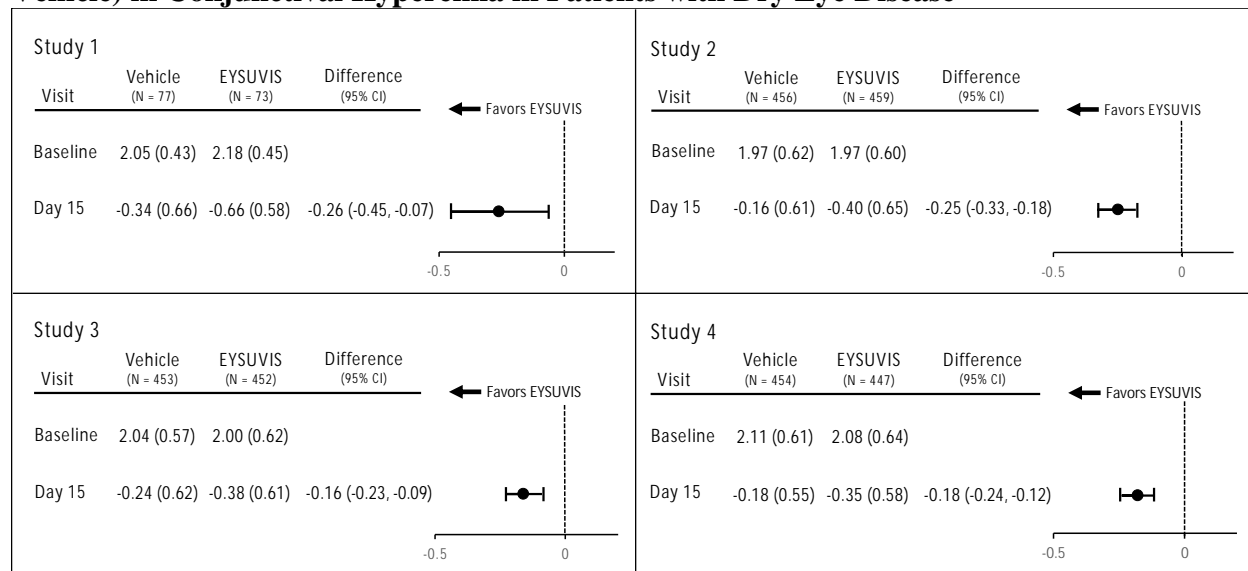 Vehicle) in Conjunctival Hyperemia in Patients with Dry Eye Disease
Study 1
Visit Vehicle (N = 77) EYSUVIS (N = 73) Difference (95% CI)
Favors EYSUVIS
Baseline 2.05 (0.43) 2.18 (0.45)
Day 15 -0.34 (0.66) -0.66 (0.58) -0.26 (-0.45, -0.07)
-0.5 0
Study 2
Visit Vehicle (N = 456) EYSUVIS (N = 459) Difference (95% CI)
Favors EYSUVIS
Baseline 1.97 (0.62) 1.97 (0.60)
Day 15 -0.16 (0.61) -0.40 (0.65) -0.25 (-0.33, -0.18)
-0.5 0
Study 3
Visit Vehicle (N = 453) EYSUVIS (N = 452) Difference (95% CI)
Favors EYSUVIS
Baseline 2.04 (0.57) 2.00 (0.62)
Day 15 -0.24 (0.62) -0.38 (0.61) -0.16 (-0.23, -0.09)
-0.5 0
Study 4
Visit Vehicle (N = 454) EYSUVIS (N = 447) Difference (95% CI)
Favors EYSUVIS
Baseline 2.11 (0.61) 2.08 (0.64)
Day 15 -0.18 (0.55) -0.35 (0.58) -0.18 (-0.24, -0.12)
-0.5 0